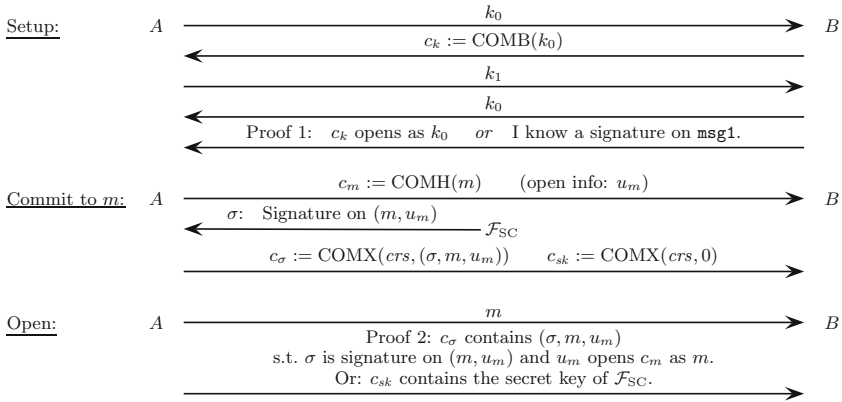 Setup: A k₀ B
c_k := COMB(k₀)
k₁
k₀
Proof 1: c_k opens as k₀ or I know a signature on msg1.
Commit to m: A c_m := COMH(m) (open info: u_m) B
σ: Signature on (m, u_m)
F_SC
c_σ := COMX(crs, (σ, m, u_m)) c_sk := COMX(crs, 0)
Open: A m B
Proof 2: c_σ contains (σ, m, u_m)
s.t. σ is signature on (m, u_m) and u_m opens c_m as m.
Or: c_sk contains the secret key of F_SC.